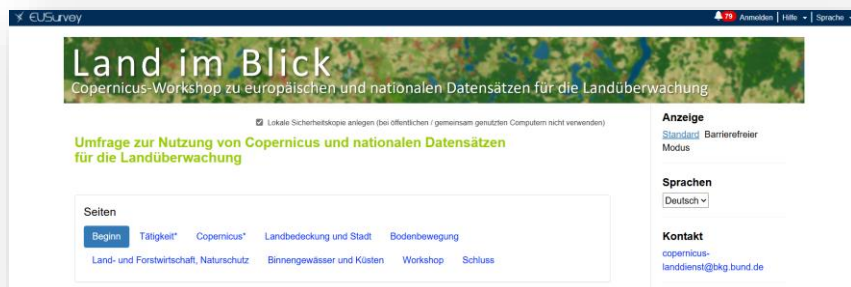 EUSurvey
79 Anmelden | Hilfe | Sprache
Land im Blick
Copernicus-Workshop zu europäischen und nationalen Datensätzen für die Landüberwachung
Lokale Sicherheitskopie anlegen (bei öffentlichen / gemeinsam genutzten Computern nicht verwenden)
Umfrage zur Nutzung von Copernicus und nationalen Datensätzen
für die Landüberwachung
Seiten
Beginn Tätigkeit* Copernicus* Landbedeckung und Stadt Bodenbewegung
Land- und Forstwirtschaft, Naturschutz Binnengewässer und Küsten Workshop Schluss
Anzeige
Standard Barrierefreier
Modus
Sprachen
Deutsch
Kontakt
copernicus-
landdienst@bkg.bund.de